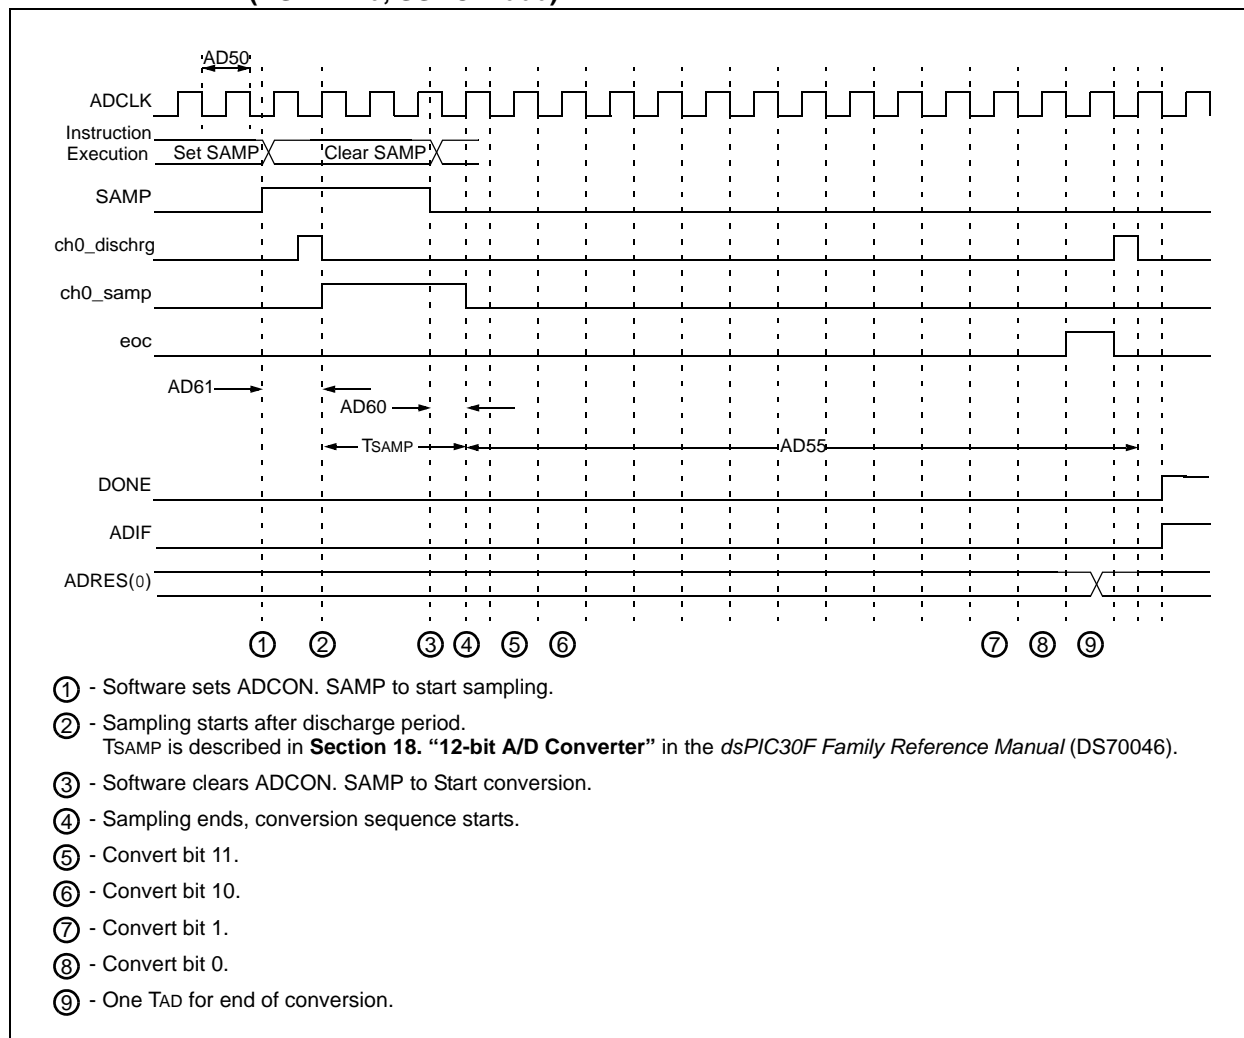 AD50
ADCLK
Instruction
Execution
Set SAMP
Clear SAMP
SAMP
ch0_dischrg
ch0_samp
eoc
AD61
AD60
TSAMP
AD55
DONE
ADIF
ADRES(0)
1 2 3 4 5 6 7 8 9
1 - Software sets ADCON. SAMP to start sampling.
2 - Sampling starts after discharge period.
TSAMP is described in Section 18. “12-bit A/D Converter” in the dsPIC30F Family Reference Manual (DS70046).
3 - Software clears ADCON. SAMP to Start conversion.
4 - Sampling ends, conversion sequence starts.
5 - Convert bit 11.
6 - Convert bit 10.
7 - Convert bit 1.
8 - Convert bit 0.
9 - One TAD for end of conversion.